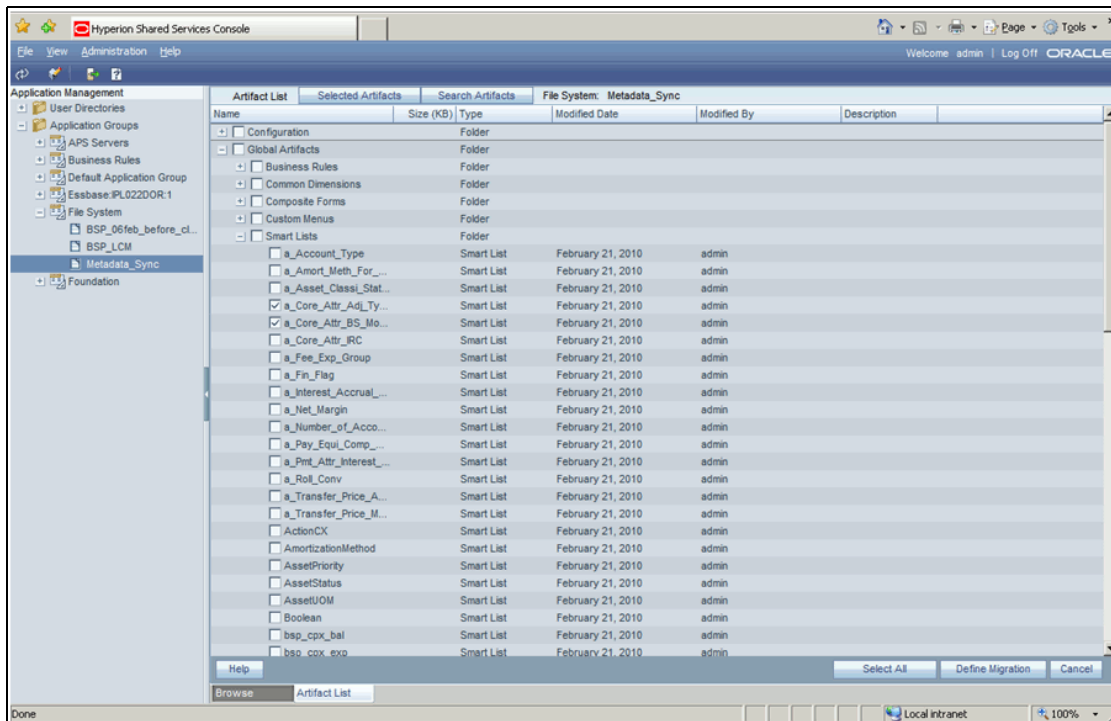 Hyperion Shared Services Console
Page Tools
File View Administration Help
Welcome admin | Log Off ORACLE
Application Management
User Directories
Application Groups
APS Servers
Business Rules
Default Application Group
Essbase:IPL022DOR:1
File System
BSP_06feb_before_cl...
BSP_LCM
Metadata_Sync
Foundation
Artifact List Selected Artifacts Search Artifacts File System: Metadata_Sync
Name Size (KB) Type Modified Date Modified By Description
Configuration Folder
Global Artifacts Folder
Business Rules Folder
Common Dimensions Folder
Composite Forms Folder
Custom Menus Folder
Smart Lists Folder
a_Account_Type Smart List February 21, 2010 admin
a_Amort_Meth_For_... Smart List February 21, 2010 admin
a_Asset_Classi_Stat... Smart List February 21, 2010 admin
a_Core_Attr_Adj_Ty... Smart List February 21, 2010 admin
a_Core_Attr_BS_Mo... Smart List February 21, 2010 admin
a_Core_Attr_IRC Smart List February 21, 2010 admin
a_Fee_Exp_Group Smart List February 21, 2010 admin
a_Fin_Flag Smart List February 21, 2010 admin
a_Interest_Accrual_... Smart List February 21, 2010 admin
a_Net_Margin Smart List February 21, 2010 admin
a_Number_of_Acco... Smart List February 21, 2010 admin
a_Pay_Equi_Comp_... Smart List February 21, 2010 admin
a_Pmt_Attr_Interest_... Smart List February 21, 2010 admin
a_Roll_Conv Smart List February 21, 2010 admin
a_Transfer_Price_A... Smart List February 21, 2010 admin
a_Transfer_Price_M... Smart List February 21, 2010 admin
ActionCX Smart List February 21, 2010 admin
AmortizationMethod Smart List February 21, 2010 admin
AssetPriority Smart List February 21, 2010 admin
AssetStatus Smart List February 21, 2010 admin
AssetUOM Smart List February 21, 2010 admin
Boolean Smart List February 21, 2010 admin
bsp_cpx_bal Smart List February 21, 2010 admin
bsp_cpx_exp Smart List February 21, 2010 admin
Help Select All Define Migration Cancel
Browse Artifact List
Done Local intranet 100%